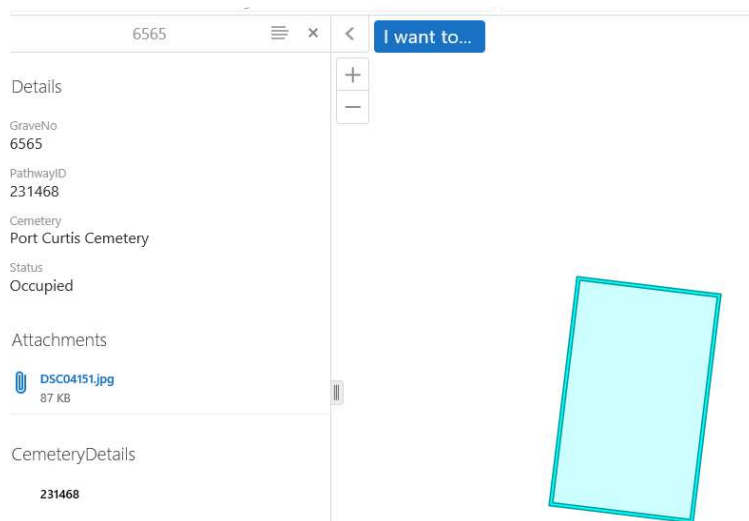 6565
I want to...
Details
GraveNo
6565
PathwayID
231468
Cemetery
Port Curtis Cemetery
Status
Occupied
Attachments
DSC04151.jpg
87 KB
CemeteryDetails
231468